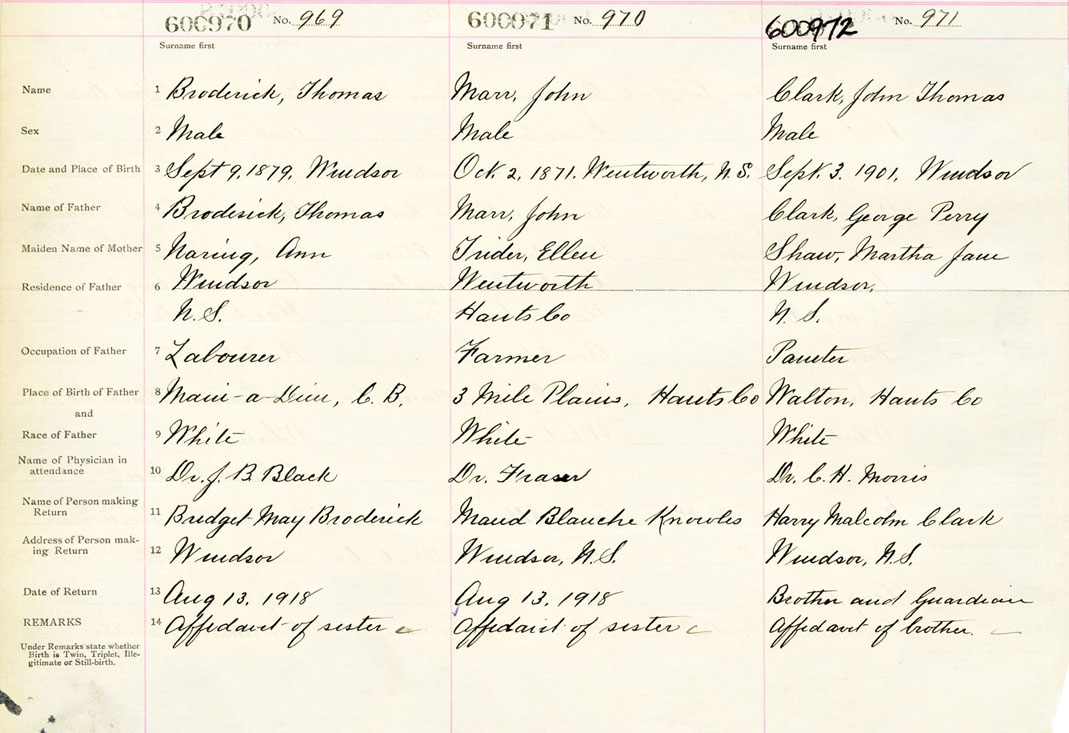 600970 No. 969 600971 No. 970 600972 No. 971
Surname first Surname first Surname first
Name 1 Broderick, Thomas Marr, John Clark, John Thomas
Sex 2 Male Male Male
Date and Place of Birth 3 Sept 9, 1879, Windsor Oct. 2, 1871. Wentworth, N.S. Sept. 3. 1901, Windsor
Name of Father 4 Broderick, Thomas Marr, John Clark, George Perry
Maiden Name of Mother 5 Naring, Ann Trider, Ellen Shaw, Martha Jane
Residence of Father 6 Windsor Wentworth Windsor,
N.S. Hants Co N.S.
Occupation of Father 7 Labourer Farmer Painter
Place of Birth of Father 8 Main-a-Dieu, C.B, 3 Mile Plains, Hants Co Walton, Hants Co
and
Race of Father 9 White White White
Name of Physician in
attendance 10 Dr. J. B. Black Dr. Fraser Dr. C. H. Morris
Name of Person making
Return 11 Bridget May Broderick Maud Blanche Knowles Harry Malcolm Clark
Address of Person mak-
ing Return 12 Windsor Windsor, N.S. Windsor, N.S.
Date of Return 13 Aug 13, 1918 Aug 13, 1918 Brother and Guardian
REMARKS 14 Affidavit of sister Affidavit of sister Affidavit of brother.
Under Remarks state whether
Birth is Twin, Triplet, Ille-
gitimate or Still-birth.